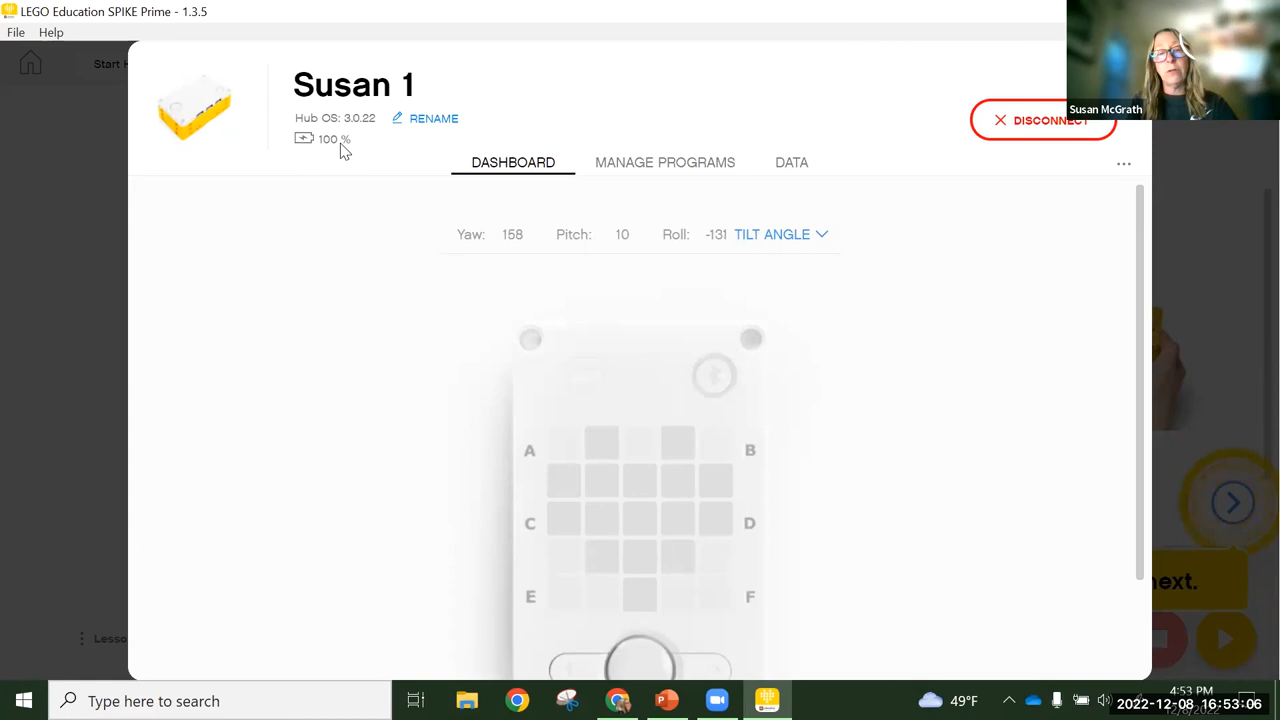 LEGO Education SPIKE Prime - 1.3.5
File Help
Start
Susan 1
Hub OS: 3.0.22 RENAME
100 %
Susan McGrath
DISCONNECT
DASHBOARD MANAGE PROGRAMS DATA
Yaw: 158 Pitch: 10 Roll: -131 TILT ANGLE
A B
C D
E F
next.
Lesso
Type here to search
49°F
4:53 PM
2022-12-08 16:53:06